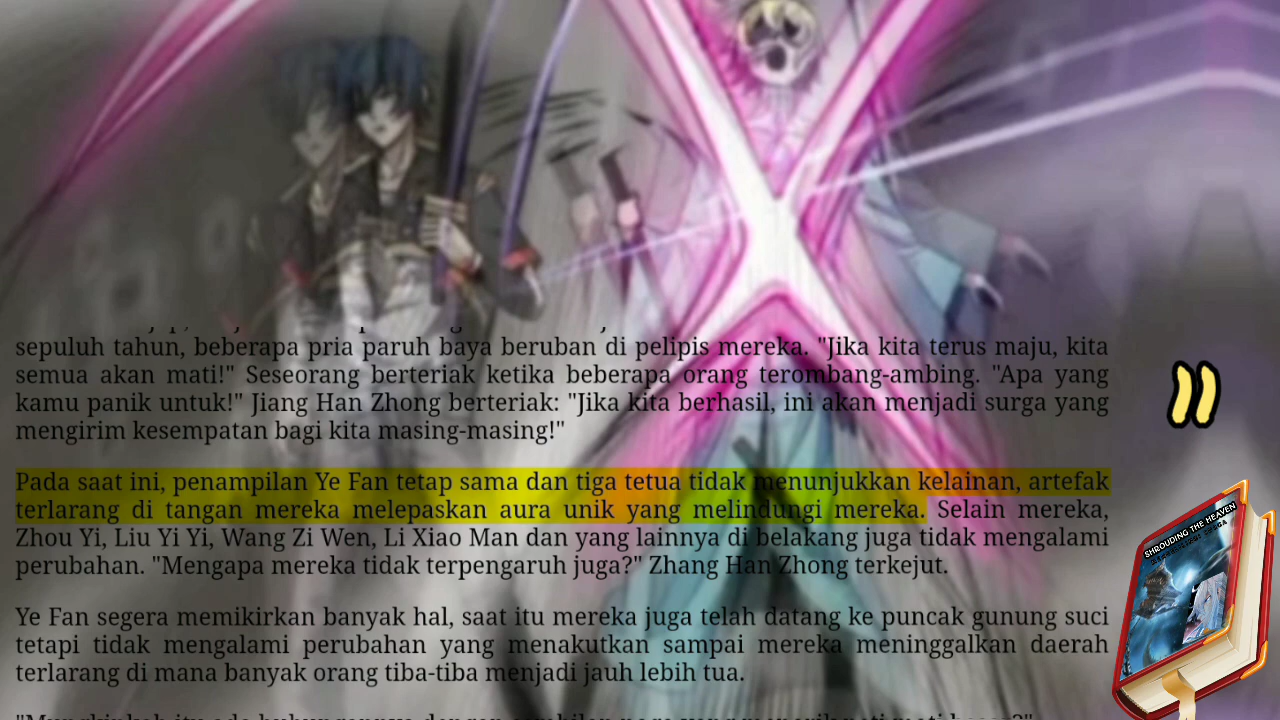 sepuluh tahun, beberapa pria paruh baya beruban di pelipis mereka. "Jika kita terus maju, kita
semua akan mati!" Seseorang berteriak ketika beberapa orang terombang-ambing. "Apa yang
kamu panik untuk!" Jiang Han Zhong berteriak: "Jika kita berhasil, ini akan menjadi surga yang
mengirim kesempatan bagi kita masing-masing!"
Pada saat ini, penampilan Ye Fan tetap sama dan tiga tetua tidak menunjukkan kelainan, artefak
terlarang di tangan mereka melepaskan aura unik yang melindungi mereka. Selain mereka,
Zhou Yi, Liu Yi Yi, Wang Zi Wen, Li Xiao Man dan yang lainnya di belakang juga tidak mengalami
perubahan. "Mengapa mereka tidak terpengaruh juga?" Zhang Han Zhong terkejut.
Ye Fan segera memikirkan banyak hal, saat itu mereka juga telah datang ke puncak gunung suci
tetapi tidak mengalami perubahan yang menakutkan sampai mereka meninggalkan daerah
terlarang di mana banyak orang tiba-tiba menjadi jauh lebih tua.
SHROUDING THE HEAVEN